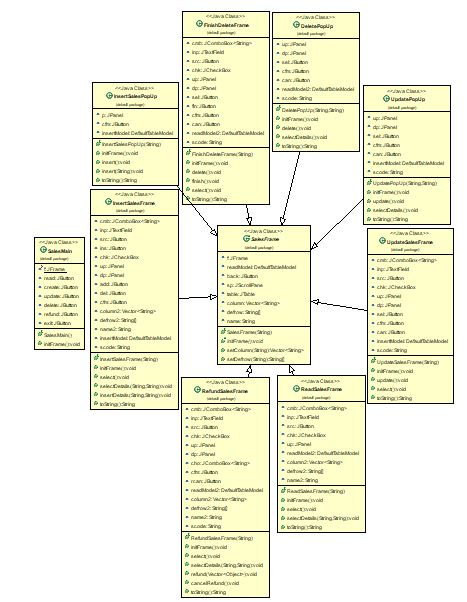 <<Java Class>>
FinishDeleteFrame
(default package)
cmb: JComboBox<String>
inp: JTextField
src: JButton
chk: JCheckBox
up: JPanel
dp: JPanel
sel: JButton
fin: JButton
cfm: JButton
can: JButton
readModel2: DefaultTableModel
scode: String
FinishDeleteFrame(String)
initFrame():void
delete():void
finish():void
select():void
toString():String
<<Java Class>>
DeletePopUp
(default package)
up: JPanel
dp: JPanel
sel: JButton
cfm: JButton
can: JButton
readModel2: DefaultTableModel
scode: String
DeletePopUp(String,String)
initFrame():void
delete():void
selectDetails():void
toString():String
<<Java Class>>
InsertSalesPopUp
(default package)
p: JPanel
cfm: JButton
insertModel: DefaultTableModel
InsertSalesPopUp(String)
initFrame():void
insert():void
insert(String):void
toString():String
<<Java Class>>
UpdatePopUp
(default package)
up: JPanel
dp: JPanel
sel: JButton
cfm: JButton
can: JButton
insertModel: DefaultTableModel
scode: String
UpdatePopUp(String)
initFrame():void
update():void
selectDetails():void
toString():String
<<Java Class>>
InsertSalesFrame
(default package)
cmb: JComboBox<String>
inp: JTextField
src: JButton
ins: JButton
chk: JCheckBox
up: JPanel
dp: JPanel
add: JButton
del: JButton
cfm: JButton
column2: Vector<String>
defrow2: String[]
name2: String
insertModel: DefaultTableModel
scode: String
InsertSalesFrame(String)
initFrame():void
select():void
selectDetails(String,String):void
insertDetails(String,String):void
toString():String
<<Java Class>>
SalesMain
(default package)
f: JFrame
read: JButton
create: JButton
update: JButton
delete: JButton
refund: JButton
exit: JButton
SalesMain()
initFrame():void
<<Java Class>>
SalesFrame
(default package)
f: JFrame
readModel: DefaultTableModel
back: JButton
sp: JScrollPane
table: JTable
column: Vector<String>
defrow: String[]
name: String
SalesFrame(String)
initFrame():void
setColumn(String[]):Vector<String>
setDefrow(String[]):String[]
<<Java Class>>
UpdateSalesFrame
(default package)
cmb: JComboBox<String>
inp: JTextField
src: JButton
chk: JCheckBox
up: JPanel
dp: JPanel
sel: JButton
cfm: JButton
can: JButton
insertModel: DefaultTableModel
scode: String
UpdateSalesFrame(String)
initFrame():void
update():void
select():void
toString():String
<<Java Class>>
RefundSalesFrame
(default package)
cmb: JComboBox<String>
inp: JTextField
src: JButton
chk: JCheckBox
up: JPanel
dp: JPanel
cho: JComboBox<String>
cfm: JButton
rcan: JButton
readModel2: DefaultTableModel
column2: Vector<String>
defrow2: String[]
name2: String
scode: String
RefundSalesFrame(String)
initFrame():void
select():void
selectDetails(String,String):void
refund(Vector<Object>):void
cancelRefund():void
toString():String
<<Java Class>>
ReadSalesFrame
(default package)
cmb: JComboBox<String>
inp: JTextField
src: JButton
chk: JCheckBox
up: JPanel
readModel2: DefaultTableModel
column2: Vector<String>
defrow2: String[]
name2: String
ReadSalesFrame(String)
initFrame():void
select():void
selectDetails(String,String):void
toString():String